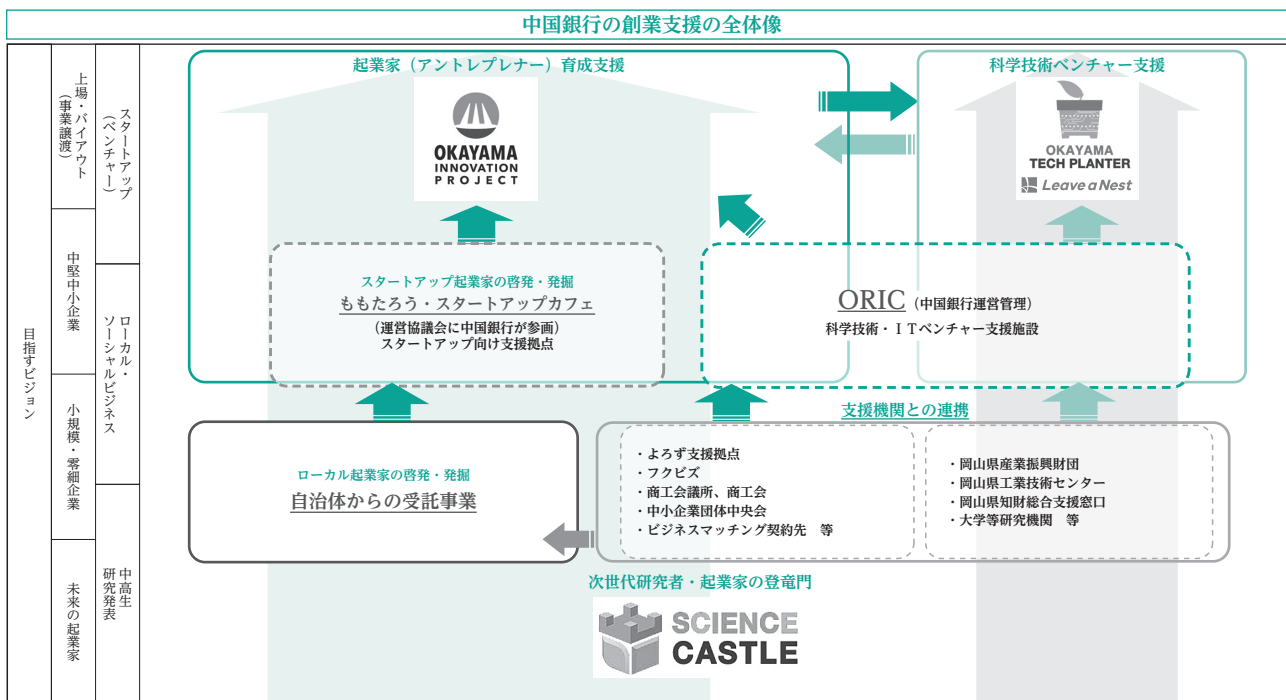 中国銀行の創業支援の全体像
目指すビジョン
上場・バイアウト
(事業譲渡)
中堅中小企業
小規模・零細企業
未来の起業家
スタートアップ
(ベンチャー)
ローカル・
ソーシャルビジネス
中高生
研究発表
起業家（アントレプレナー）育成支援
OKAYAMA
INNOVATION
PROJECT
科学技術ベンチャー支援
OKAYAMA
TECH PLANTER
Leave a Nest
スタートアップ起業家の啓発・発掘
ももたろう・スタートアップカフェ
(運営協議会に中国銀行が参画)
スタートアップ向け支援拠点
ORIC（中国銀行運営管理）
科学技術・ＩＴベンチャー支援施設
支援機関との連携
ローカル起業家の啓発・発掘
自治体からの受託事業
・よろず支援拠点
・フクビズ
・商工会議所、商工会
・中小企業団体中央会
・ビジネスマッチング契約先　等
・岡山県産業振興財団
・岡山県工業技術センター
・岡山県知財総合支援窓口
・大学等研究機関　等
次世代研究者・起業家の登竜門
SCIENCE
CASTLE